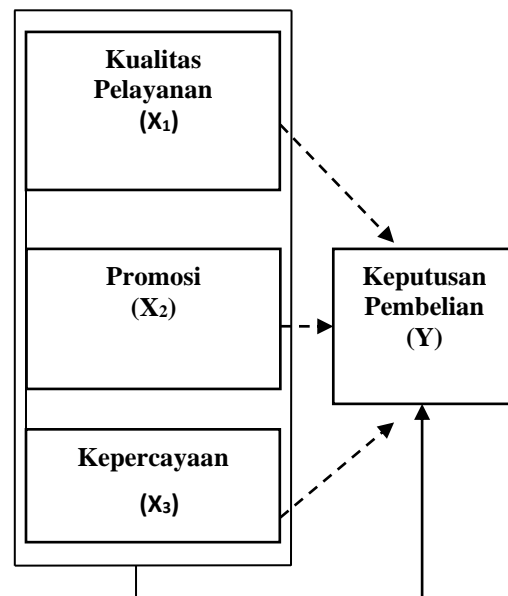 Kualitas
Pelayanan
(X₁)
Promosi
(X₂)
Kepercayaan
(X₃)
Keputusan
Pembelian
(Y)